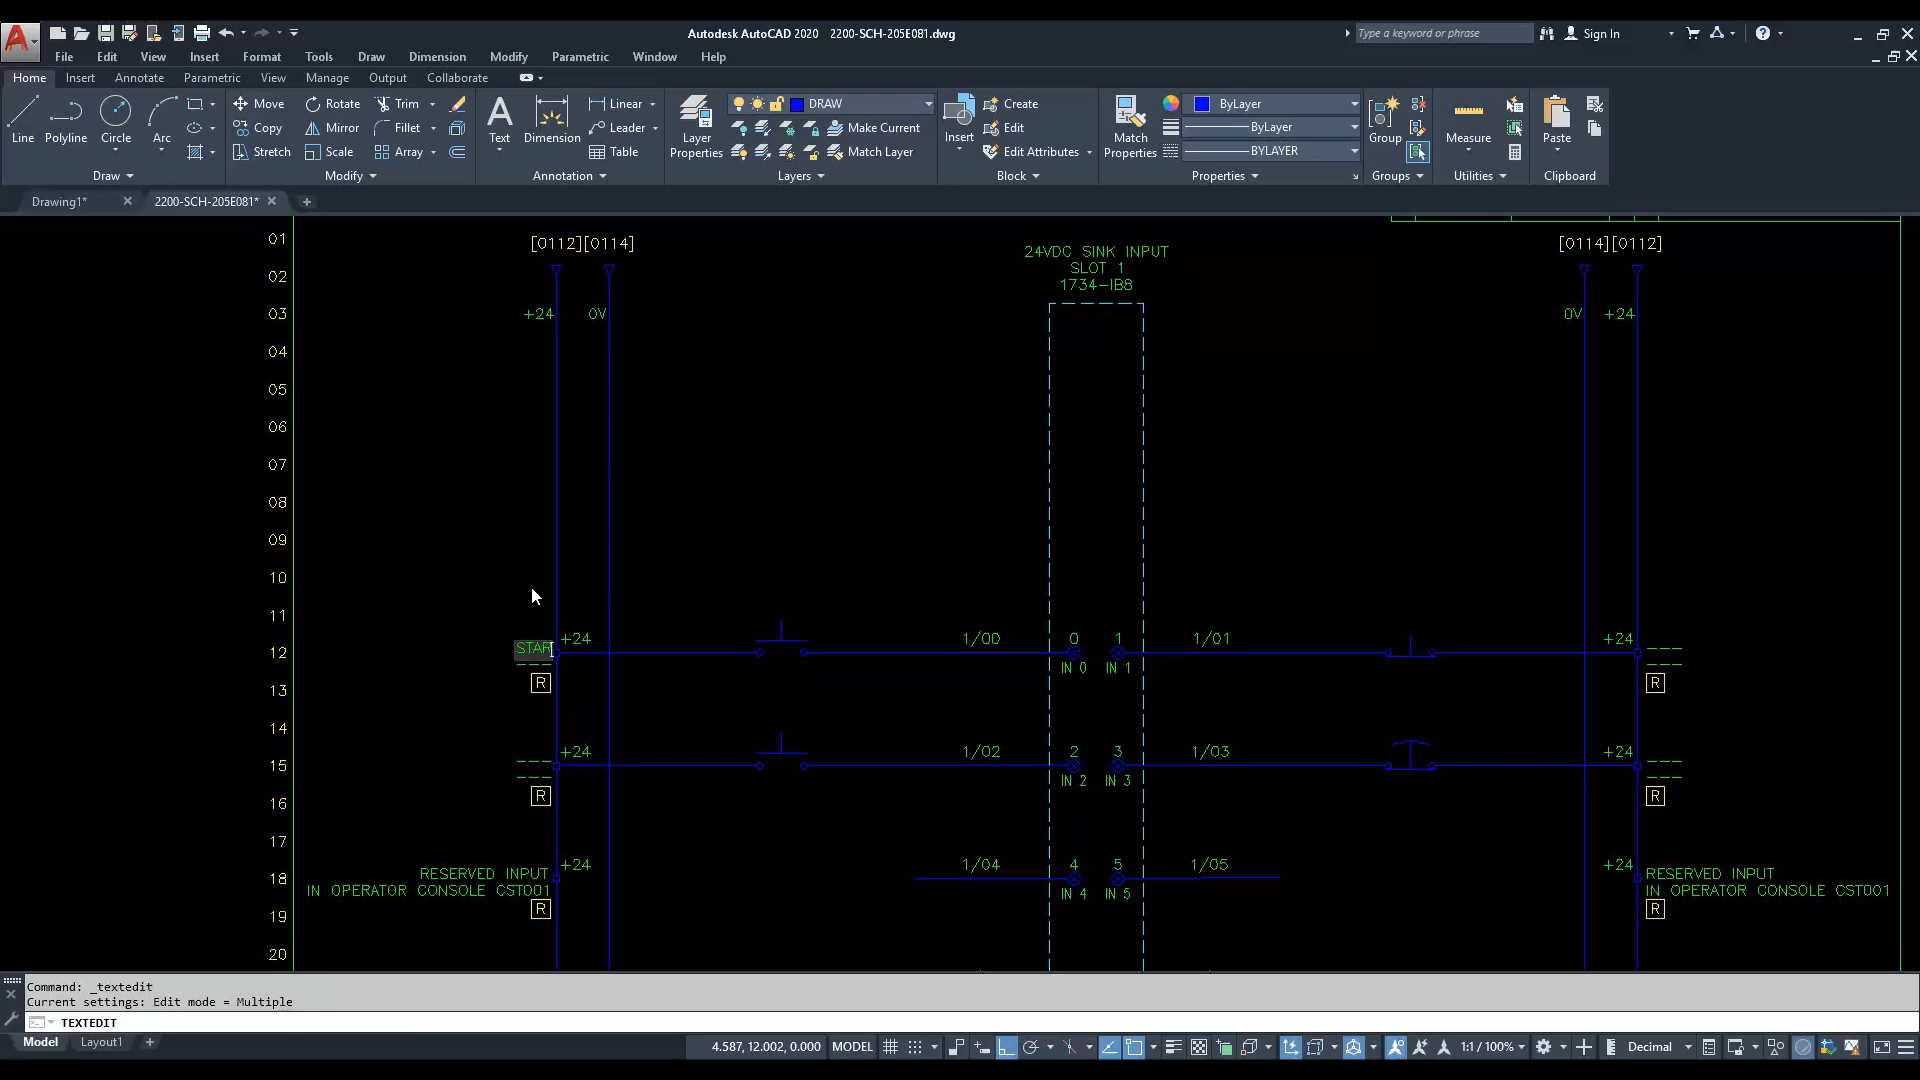 Autodesk AutoCAD 2020 2200-SCH-205E081.dwg
Type a keyword or phrase
Sign In
File Edit View Insert Format Tools Draw Dimension Modify Parametric Window Help
Home Insert Annotate Parametric View Manage Output Collaborate
Line Polyline Circle Arc
Move Rotate Trim
Copy Mirror Fillet
Stretch Scale Array
Text Dimension
Linear
Leader
Table
Layer Properties
DRAW
Make Current
Match Layer
Insert
Create
Edit
Edit Attributes
Match Properties
ByLayer
ByLayer
BYLAYER
Group
Measure
Paste
Draw Modify Annotation Layers Block Properties Groups Utilities Clipboard
Drawing1* 2200-SCH-205E081*
01 [0112][0114] 24VDC SINK INPUT [0114][0112]
02 SLOT 1
1734-IB8
03 +24 0V 0V +24
04
05
06
07
08
09
10
11
+24 1/00 0 1 1/01 +24
12 STAR
IN 0 IN 1
13 R R
14
+24 1/02 2 3 1/03 +24
15
IN 2 IN 3
16 R R
17
+24 1/04 4 5 1/05 +24
RESERVED INPUT RESERVED INPUT
18 IN OPERATOR CONSOLE CST001 IN 4 IN 5 IN OPERATOR CONSOLE CST001
19 R R
20
Command: _textedit
Current settings: Edit mode = Multiple
TEXTEDIT
Model Layout1
4.587, 12.002, 0.000 MODEL 1:1 / 100% Decimal